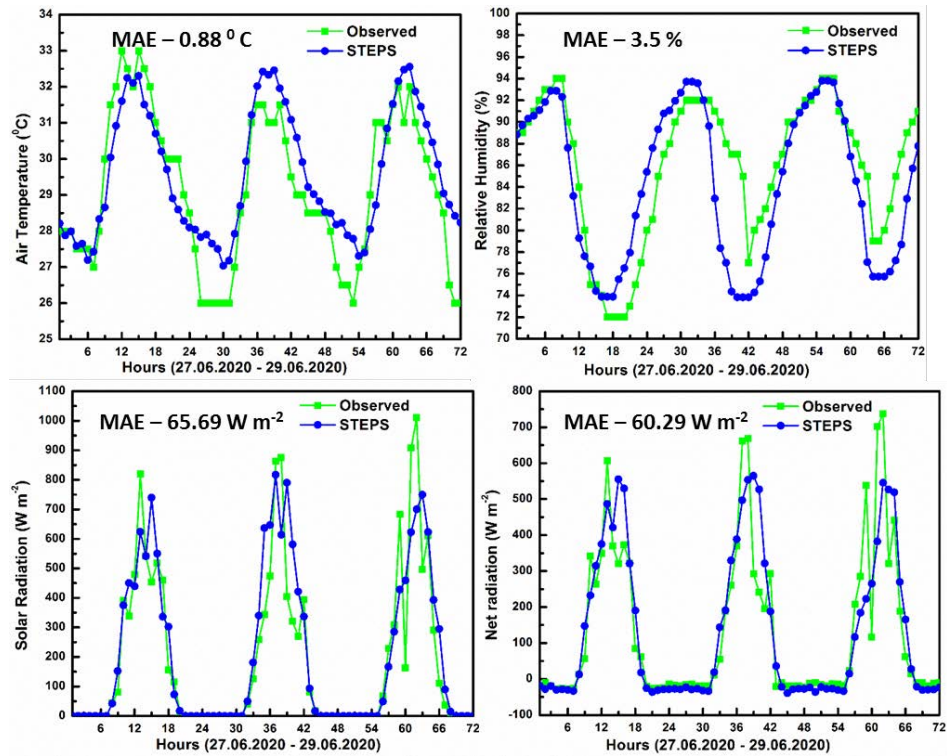 MAE – 0.88 ⁰ C
Observed
STEPS
Air Temperature (⁰C)
34
33
32
31
30
29
28
27
26
25
6 12 18 24 30 36 42 48 54 60 66 72
Hours (27.06.2020 - 29.06.2020)
MAE – 3.5 %
Observed
STEPS
Relative Humidity (%)
100
98
96
94
92
90
88
86
84
82
80
78
76
74
72
70
6 12 18 24 30 36 42 48 54 60 66 72
Hours (27.06.2020 - 29.06.2020)
MAE – 65.69 W m⁻²
Observed
STEPS
Solar Radiation (W m⁻²)
1100
1000
900
800
700
600
500
400
300
200
100
0
6 12 18 24 30 36 42 48 54 60 66 72
Hours (27.06.2020 - 29.06.2020)
MAE – 60.29 W m⁻²
Observed
STEPS
Net radiation (W m⁻²)
800
700
600
500
400
300
200
100
0
-100
6 12 18 24 30 36 42 48 54 60 66 72
Hours (27.06.2020 - 29.06.2020)